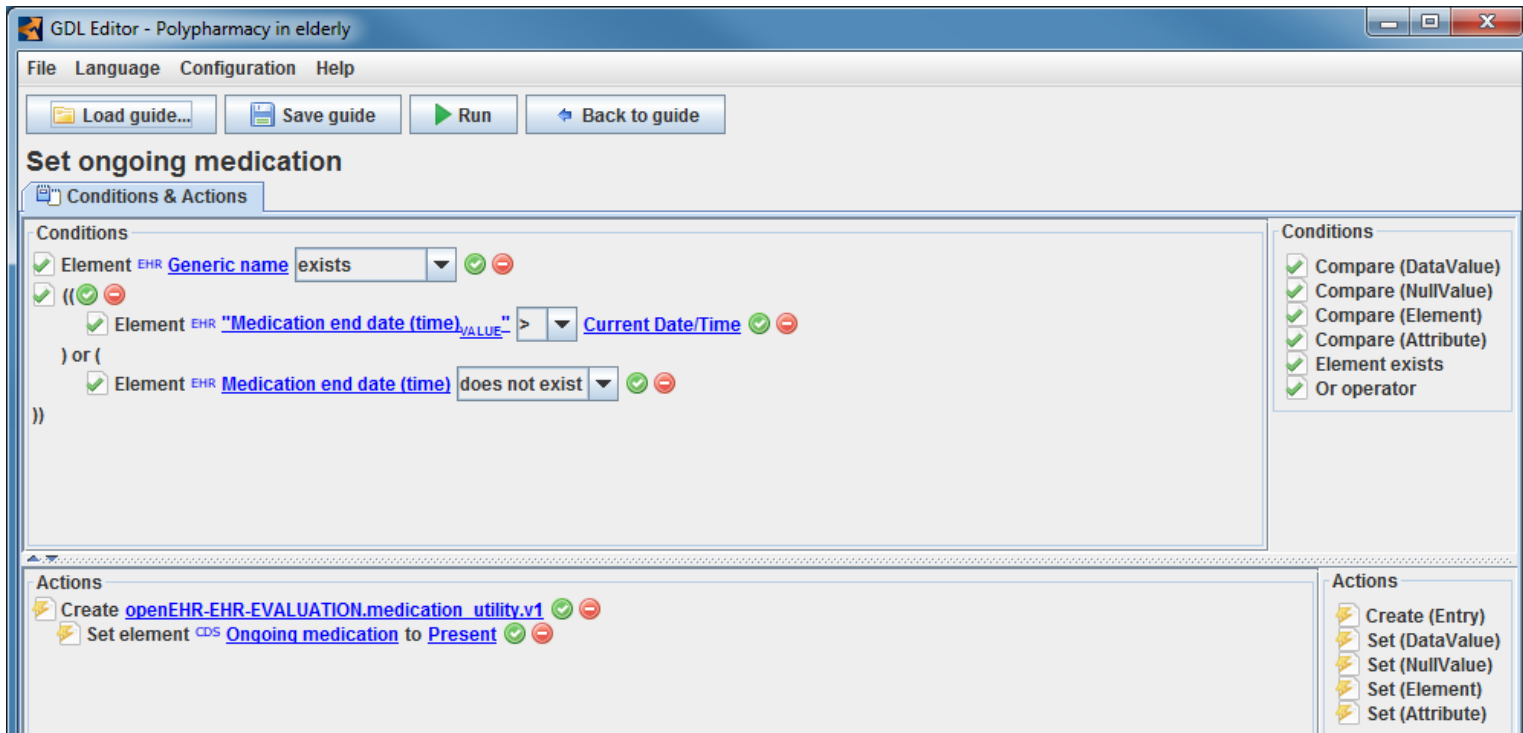 GDL Editor - Polypharmacy in elderly
File Language Configuration Help
Load guide... Save guide Run Back to guide
Set ongoing medication
Conditions & Actions
Conditions
Element EHR Generic name exists
((
Element EHR "Medication end date (time)VALUE" > Current Date/Time
) or (
Element EHR Medication end date (time) does not exist
))
Conditions
Compare (DataValue)
Compare (NullValue)
Compare (Element)
Compare (Attribute)
Element exists
Or operator
Actions
Create openEHR-EHR-EVALUATION.medication_utility.v1
Set element CDS Ongoing medication to Present
Actions
Create (Entry)
Set (DataValue)
Set (NullValue)
Set (Element)
Set (Attribute)